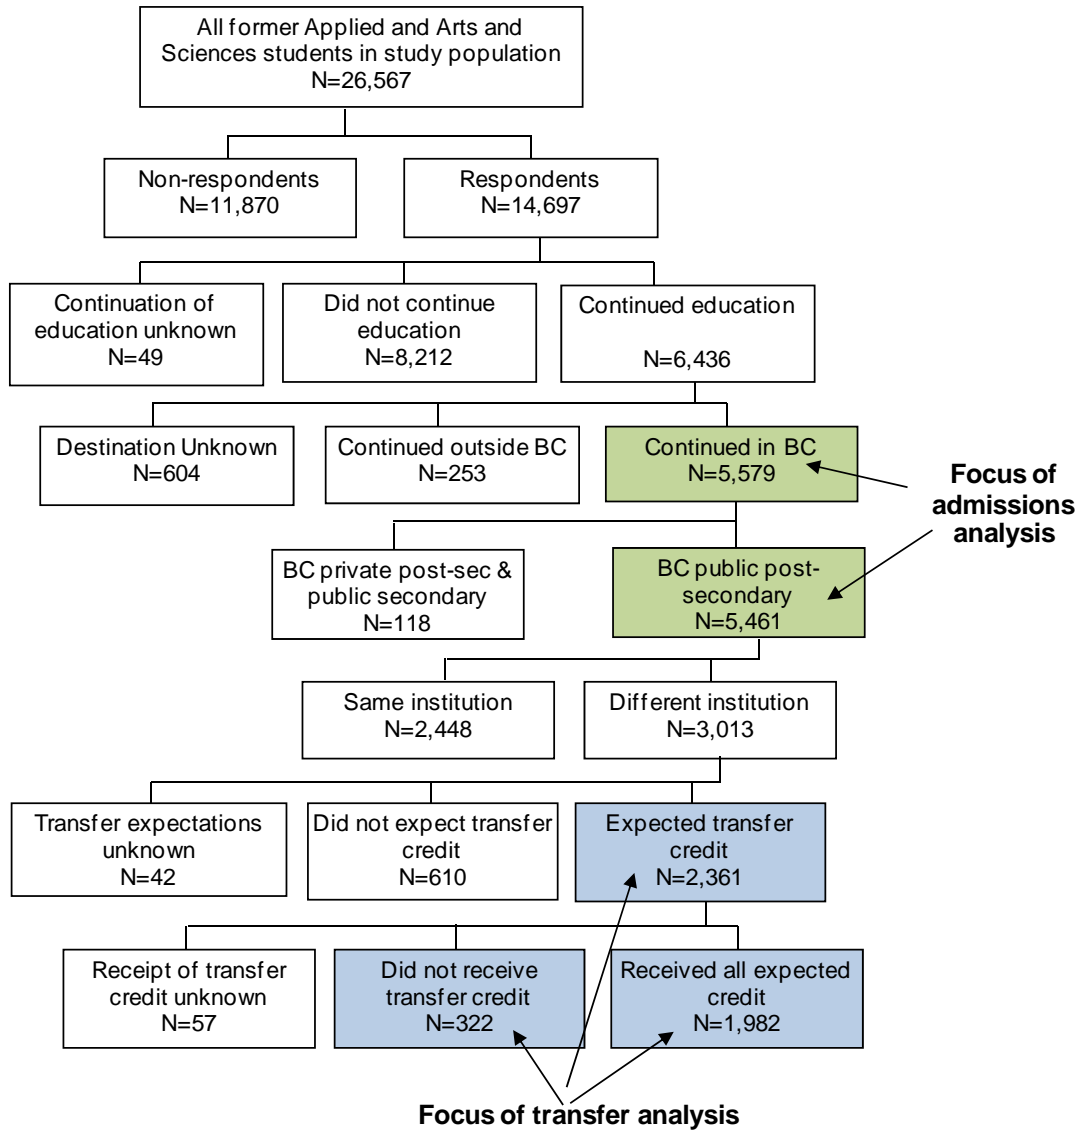 All former Applied and Arts and
Sciences students in study population
N=26,567
Non-respondents
N=11,870
Respondents
N=14,697
Continuation of
education unknown
N=49
Did not continue
education
N=8,212
Continued education
N=6,436
Destination Unknown
N=604
Continued outside BC
N=253
Continued in BC
N=5,579
Focus of
admissions
analysis
BC private post-sec &
public secondary
N=118
BC public post-
secondary
N=5,461
Same institution
N=2,448
Different institution
N=3,013
Transfer expectations
unknown
N=42
Did not expect transfer
credit
N=610
Expected transfer
credit
N=2,361
Receipt of transfer
credit unknown
N=57
Did not receive
transfer credit
N=322
Received all expected
credit
N=1,982
Focus of transfer analysis